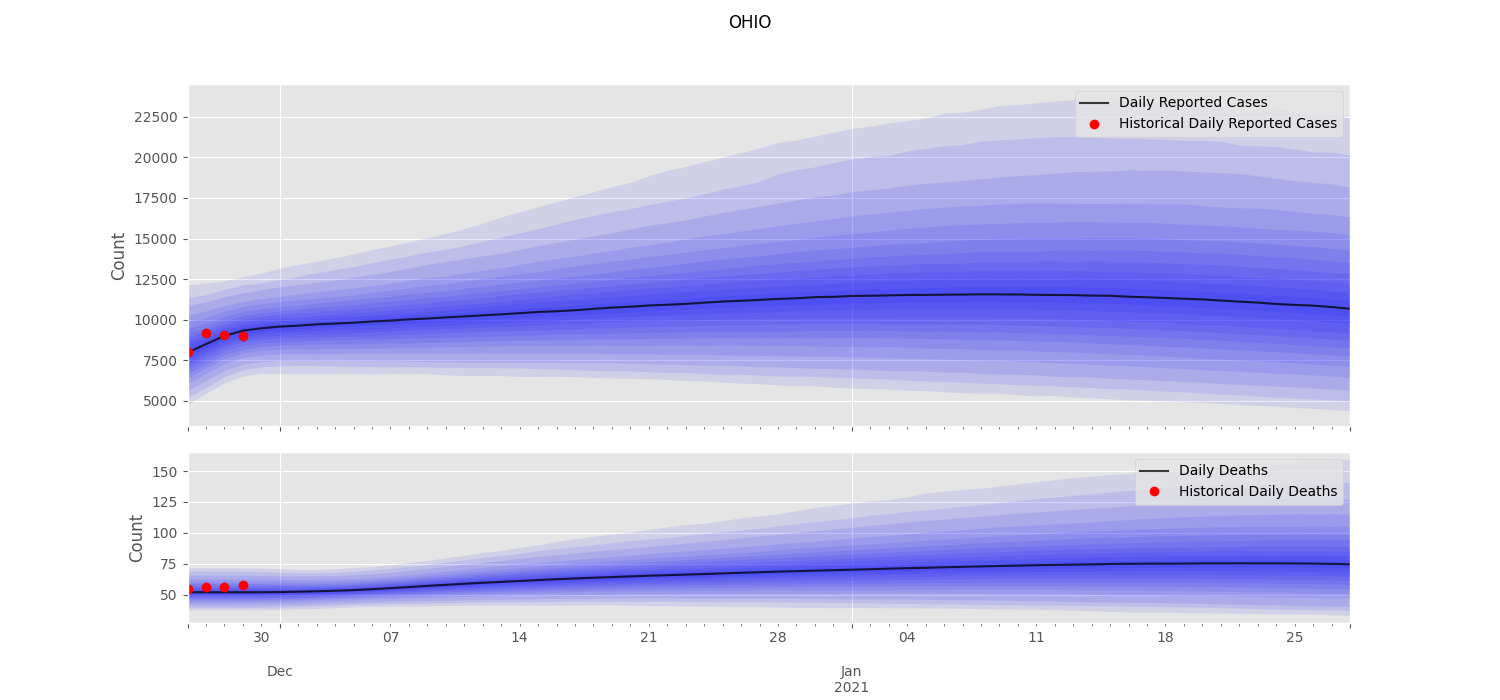 OHIO
Count
22500
20000
17500
15000
12500
10000
7500
5000
Daily Reported Cases
Historical Daily Reported Cases
Count
150
125
100
75
50
Daily Deaths
Historical Daily Deaths
30 07 14 21 28 04 11 18 25
Dec Jan
2021